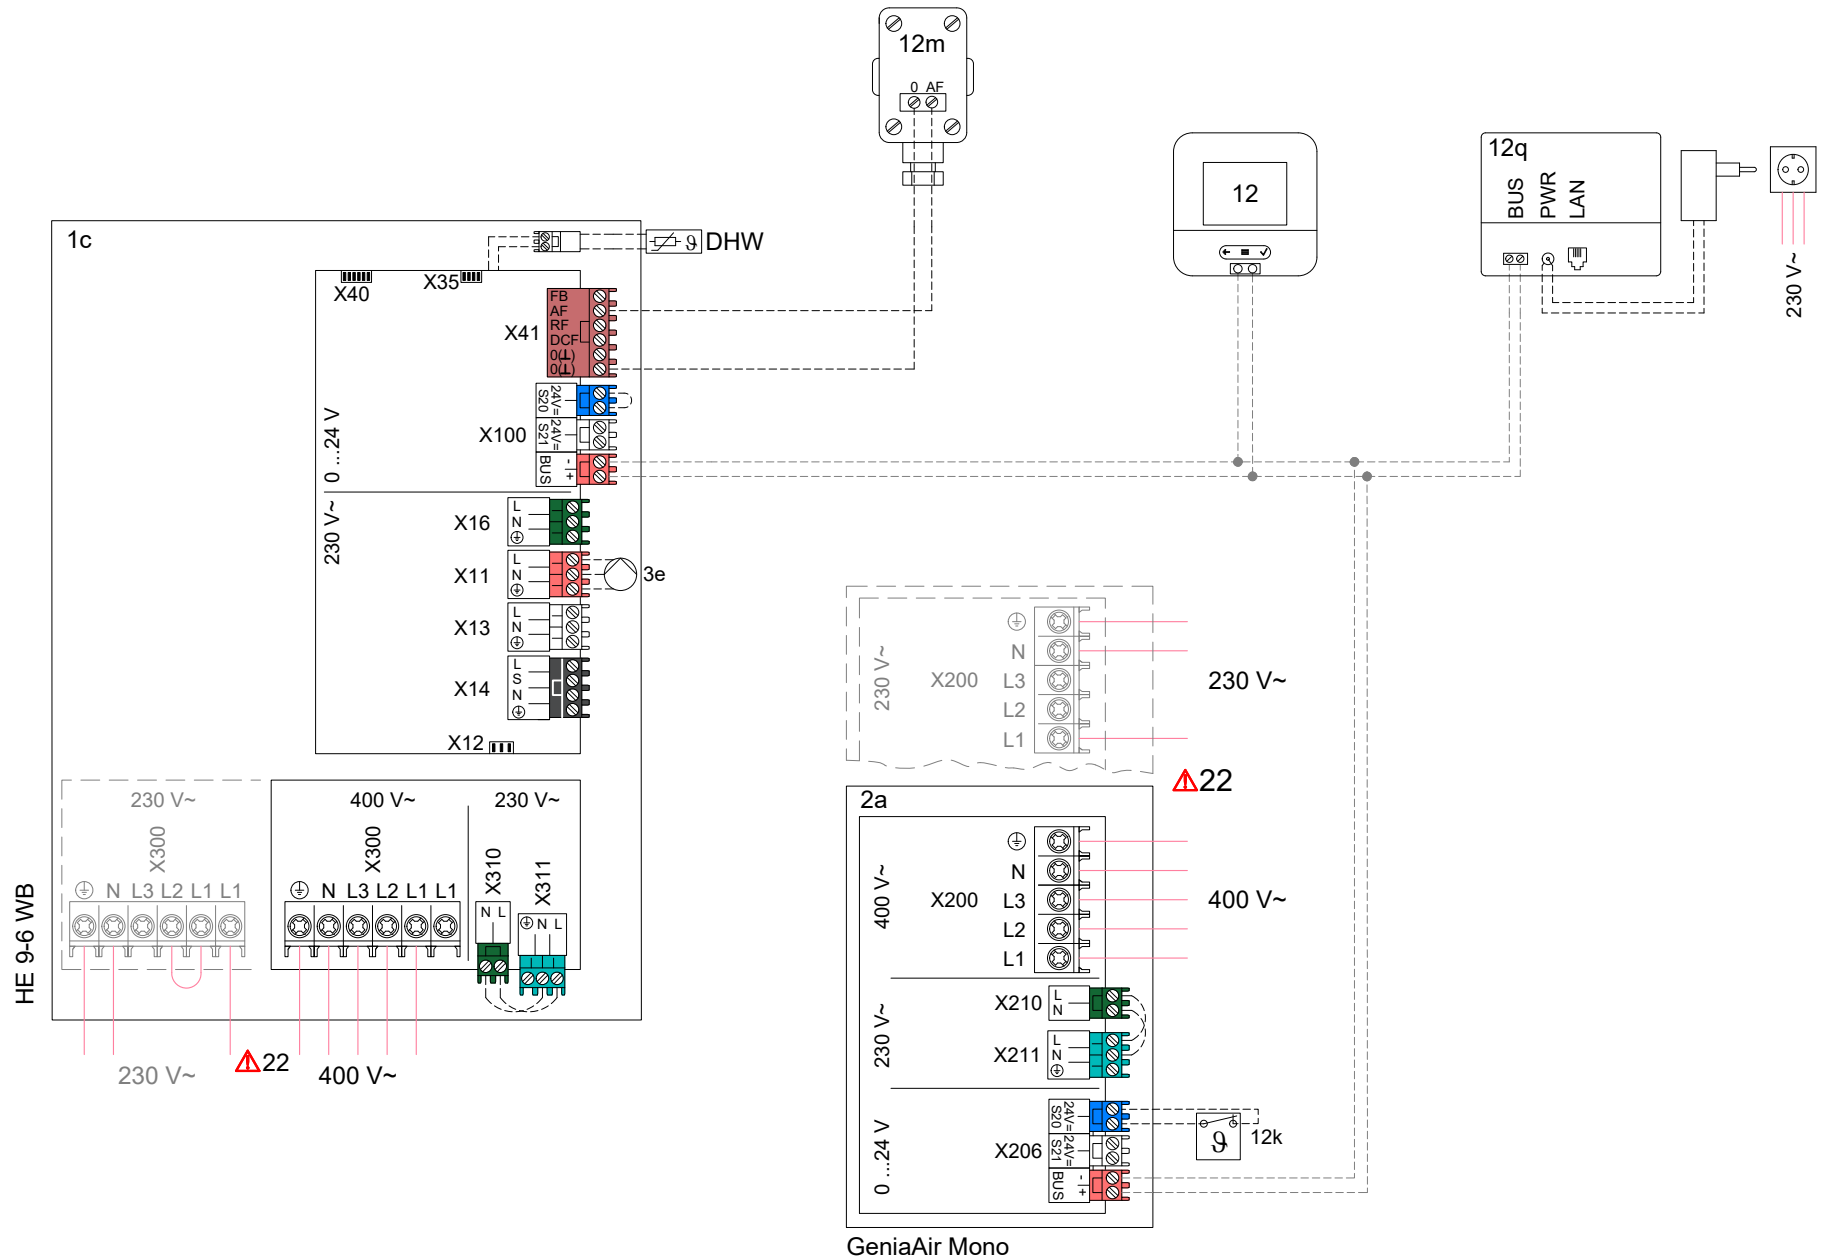 12m
0 AF
12
12q
BUS
PWR
LAN
230 V~
1c
DHW
X40
X35
X41
FB
AF
RF
DCF
0(⊥)
0(⊥)
0 ...24 V
X100
S20
24V=
S21
24V=
BUS
-
+
230 V~
X16
L
N
X11
L
N
3e
X13
L
N
X14
L
S
N
X12
230 V~
X300
N L3 L2 L1 L1
400 V~
X300
N L3 L2 L1 L1
230 V~
X310
N L
X311
N L
HE 9-6 WB
230 V~
22
400 V~
230 V~
X200
N
L3
L2
L1
230 V~
22
2a
400 V~
X200
N
L3
L2
L1
400 V~
230 V~
X210
L
N
X211
L
N
0 ...24 V
X206
S20
24V=
S21
24V=
BUS
-
+
12k
GeniaAir Mono